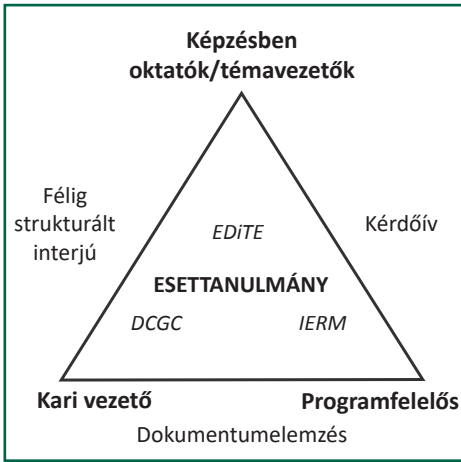 Képzésben
oktatók/témavezetők
Félig
strukturált
interjú
Kérdőív
EDiTE
ESETTANULMÁNY
DCGC
IERM
Kari vezető
Programfelelős
Dokumentumelemzés